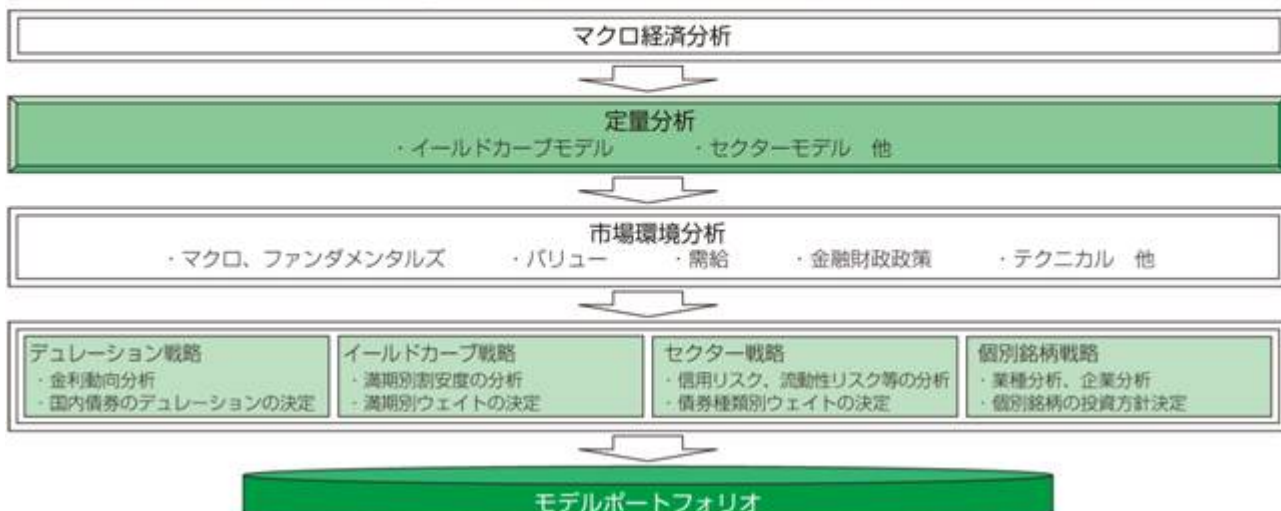 マクロ経済分析
定量分析
・イールドカーブモデル ・セクターモデル 他
市場環境分析
・マクロ、ファンダメンタルズ ・バリュー ・需給 ・金融財政政策 ・テクニカル 他
デュレーション戦略
・金利動向分析
・国内債券のデュレーションの決定
イールドカーブ戦略
・満期別割安度の分析
・満期別ウェイトの決定
セクター戦略
・信用リスク、流動性リスク等の分析
・債券種類別ウェイトの決定
個別銘柄戦略
・業種分析、企業分析
・個別銘柄の投資方針決定
モデルポートフォリオ